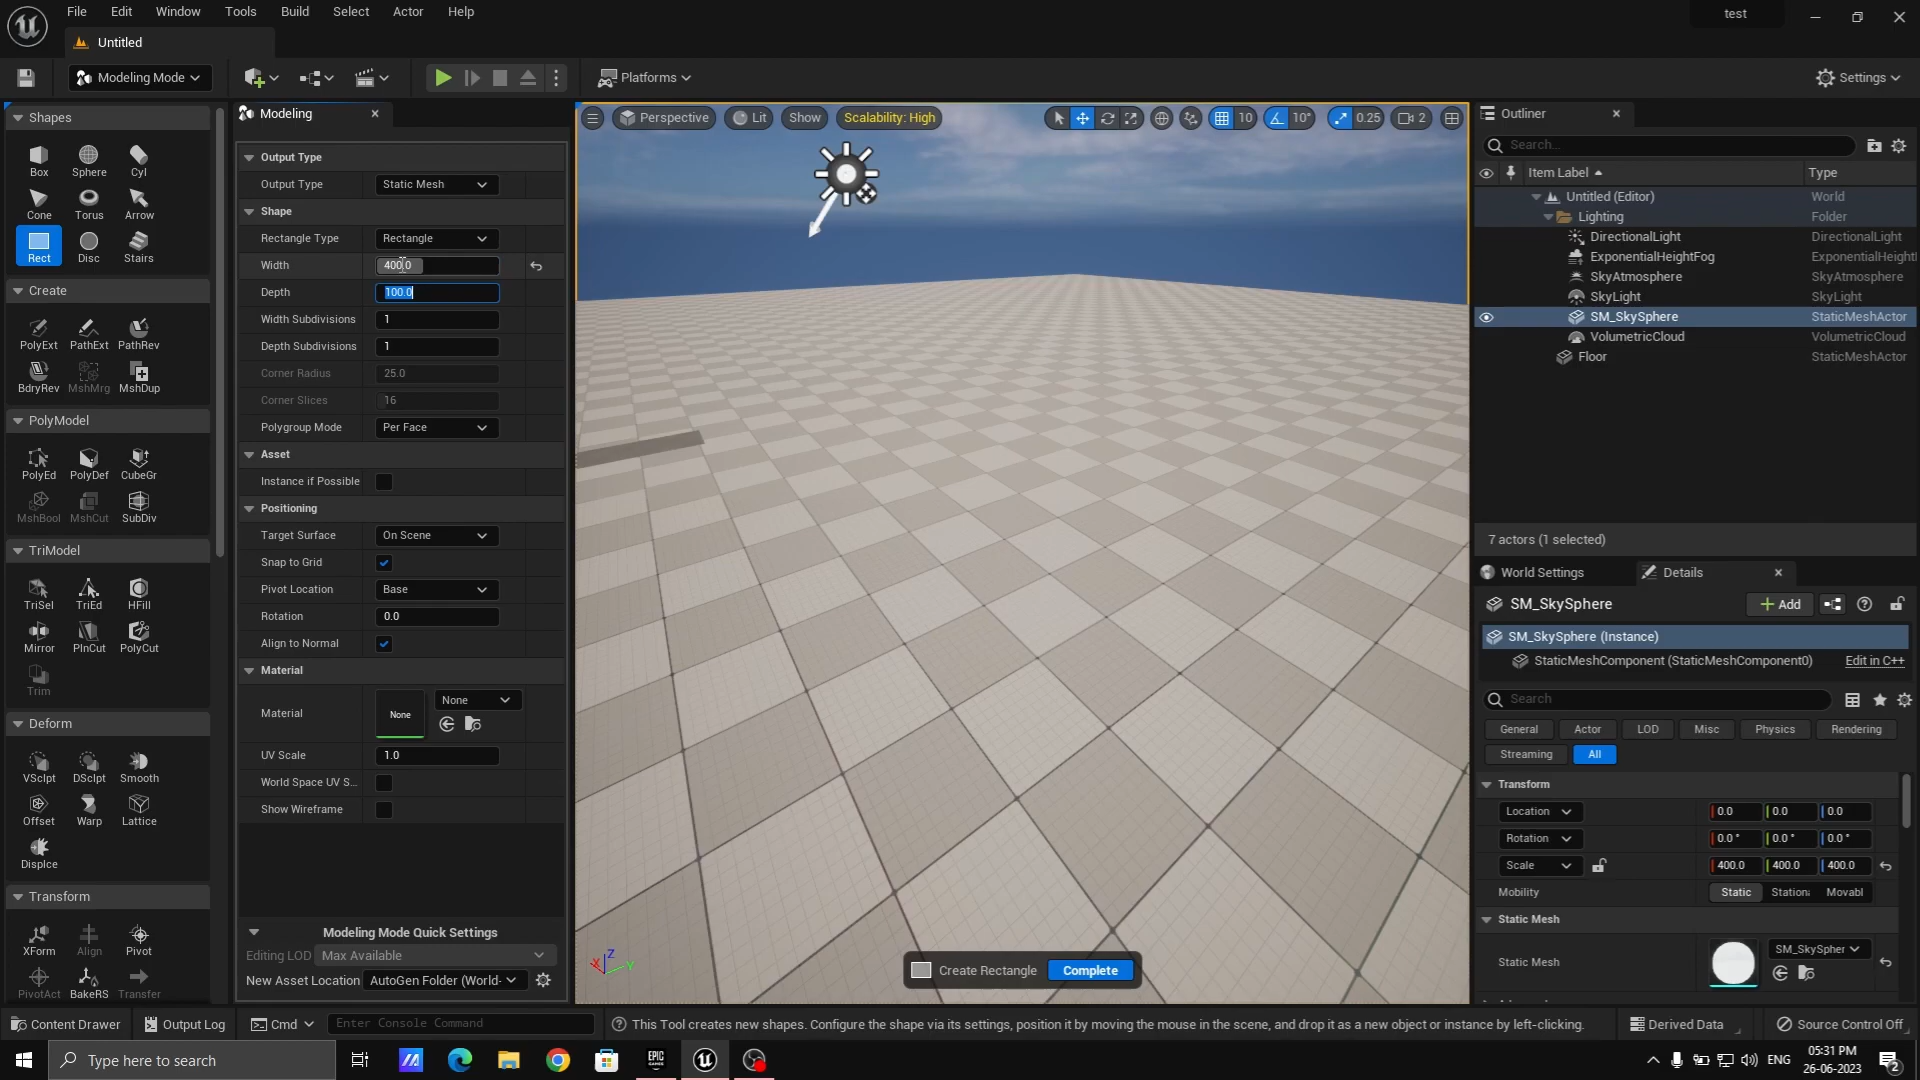 File Edit Window Tools Build Select Actor Help
test
Untitled
Modeling Mode
Platforms
Settings
Shapes
Box Sphere Cyl
Cone Torus Arrow
Rect Disc Stairs
Create
PolyExt PathExt PathRev
BdryRev MshMrg MshDup
PolyModel
PolyEd PolyDef CubeGr
MshBool MshCut SubDiv
TriModel
TriSel TriEd HFill
Mirror PlnCut PolyCut
Trim
Deform
VSclpt DSclpt Smooth
Offset Warp Lattice
Displce
Transform
XForm Align Pivot
PivotAct BakeRS Transfer
Modeling
Output Type
Output Type Static Mesh
Shape
Rectangle Type Rectangle
Width 400.0
Depth 100.0
Width Subdivisions 1
Depth Subdivisions 1
Corner Radius 25.0
Corner Slices 16
Polygroup Mode Per Face
Asset
Instance if Possible
Positioning
Target Surface On Scene
Snap to Grid
Pivot Location Base
Rotation 0.0
Align to Normal
Material
Material None None
UV Scale 1.0
World Space UV S...
Show Wireframe
Modeling Mode Quick Settings
Editing LOD Max Available
New Asset Location AutoGen Folder (World-
Perspective Lit Show Scalability: High 10 10° 0.25 2
X Z Y
Create Rectangle Complete
Outliner
Search...
Item Label Type
Untitled (Editor) World
Lighting Folder
DirectionalLight DirectionalLight
ExponentialHeightFog ExponentialHeight
SkyAtmosphere SkyAtmosphere
SkyLight SkyLight
SM_SkySphere StaticMeshActor
VolumetricCloud VolumetricCloud
Floor StaticMeshActor
7 actors (1 selected)
World Settings Details
SM_SkySphere Add
SM_SkySphere (Instance)
StaticMeshComponent (StaticMeshComponent0) Edit in C++
Search
General Actor LOD Misc Physics Rendering
Streaming All
Transform
Location 0.0 0.0 0.0
Rotation 0.0 ° 0.0 ° 0.0 °
Scale 400.0 400.0 400.0
Mobility Static Station Movabl
Static Mesh
Static Mesh SM_SkySpher
Content Drawer Output Log Cmd Enter Console Command This Tool creates new shapes. Configure the shape via its settings, position it by moving the mouse in the scene, and drop it as a new object or instance by left-clicking. Derived Data Source Control Off
Type here to search
EPIC GAMES
ENG
05:31 PM
26-06-2023
2